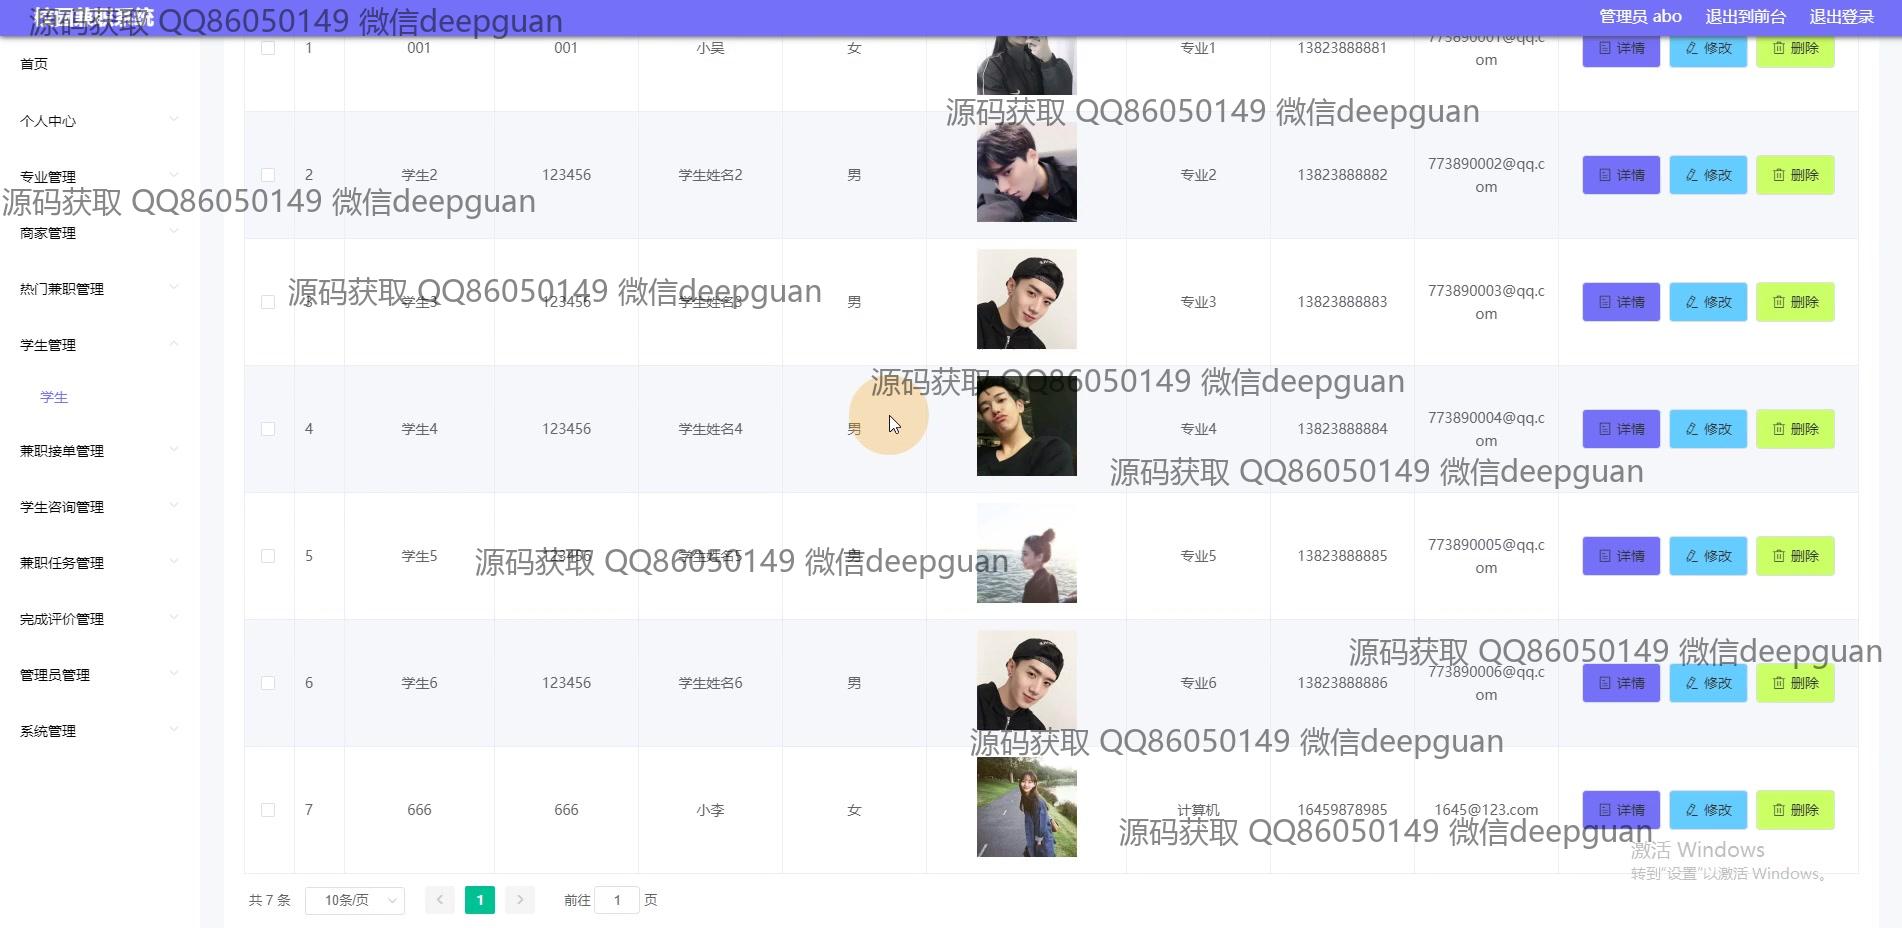 源码获取 QQ86050149 微信deepguan
管理员 abo 退出到前台 退出登录
首页
个人中心
专业管理
源码获取 QQ86050149 微信deepguan
商家管理
热门兼职管理
学生管理
学生
兼职接单管理
学生咨询管理
兼职任务管理
完成评价管理
管理员管理
系统管理
1 001 001 小吴 女 13823888881 773890001@qq.c
om
专业1
详情 修改 删除
源码获取 QQ86050149 微信deepguan
2 学生2 123456 学生姓名2 男 专业2 13823888882 773890002@qq.c
om
详情 修改 删除
源码获取 QQ86050149 微信deepguan
3 学生3 123456 学生姓名3 男 专业3 13823888883 773890003@qq.c
om
详情 修改 删除
源码获取 QQ86050149 微信deepguan
4 学生4 123456 学生姓名4 男 专业4 13823888884 773890004@qq.c
om
详情 修改 删除
源码获取 QQ86050149 微信deepguan
5 学生5 123456 学生姓名5 男 专业5 13823888885 773890005@qq.c
om
详情 修改 删除
源码获取 QQ86050149 微信deepguan
源码获取 QQ86050149 微信deepguan
6 学生6 123456 学生姓名6 男 专业6 13823888886 773890006@qq.c
om
详情 修改 删除
源码获取 QQ86050149 微信deepguan
7 666 666 小李 女 计算机 16459878985 1645@123.com
详情 修改 删除
源码获取 QQ86050149 微信deepguan
激活 Windows
转到“设置”以激活 Windows。
共 7 条 10条/页 1 前往 1 页